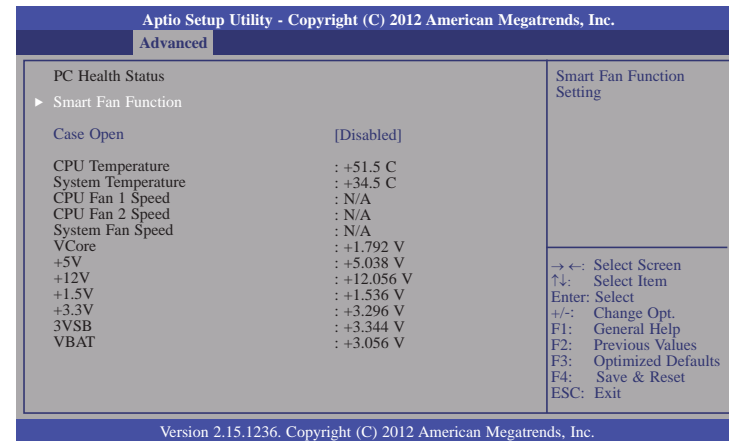 Aptio Setup Utility - Copyright (C) 2012 American Megatrends, Inc.
Advanced
PC Health Status
► Smart Fan Function
Case Open [Disabled]
CPU Temperature : +51.5 C
System Temperature : +34.5 C
CPU Fan 1 Speed : N/A
CPU Fan 2 Speed : N/A
System Fan Speed : N/A
VCore : +1.792 V
+5V : +5.038 V
+12V : +12.056 V
+1.5V : +1.536 V
+3.3V : +3.296 V
3VSB : +3.344 V
VBAT : +3.056 V
Smart Fan Function
Setting
→ ←: Select Screen
↑↓: Select Item
Enter: Select
+/-: Change Opt.
F1: General Help
F2: Previous Values
F3: Optimized Defaults
F4: Save & Reset
ESC: Exit
Version 2.15.1236. Copyright (C) 2012 American Megatrends, Inc.